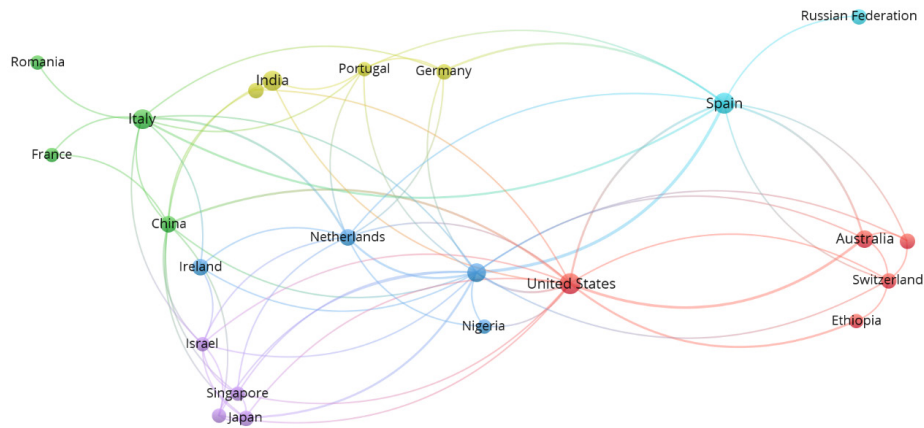 Russian Federation
Romania
Portugal
Germany
India
Spain
Italy
France
China
Netherlands
Australia
Ireland
United States
Switzerland
Nigeria
Ethiopia
Israel
Singapore
Japan